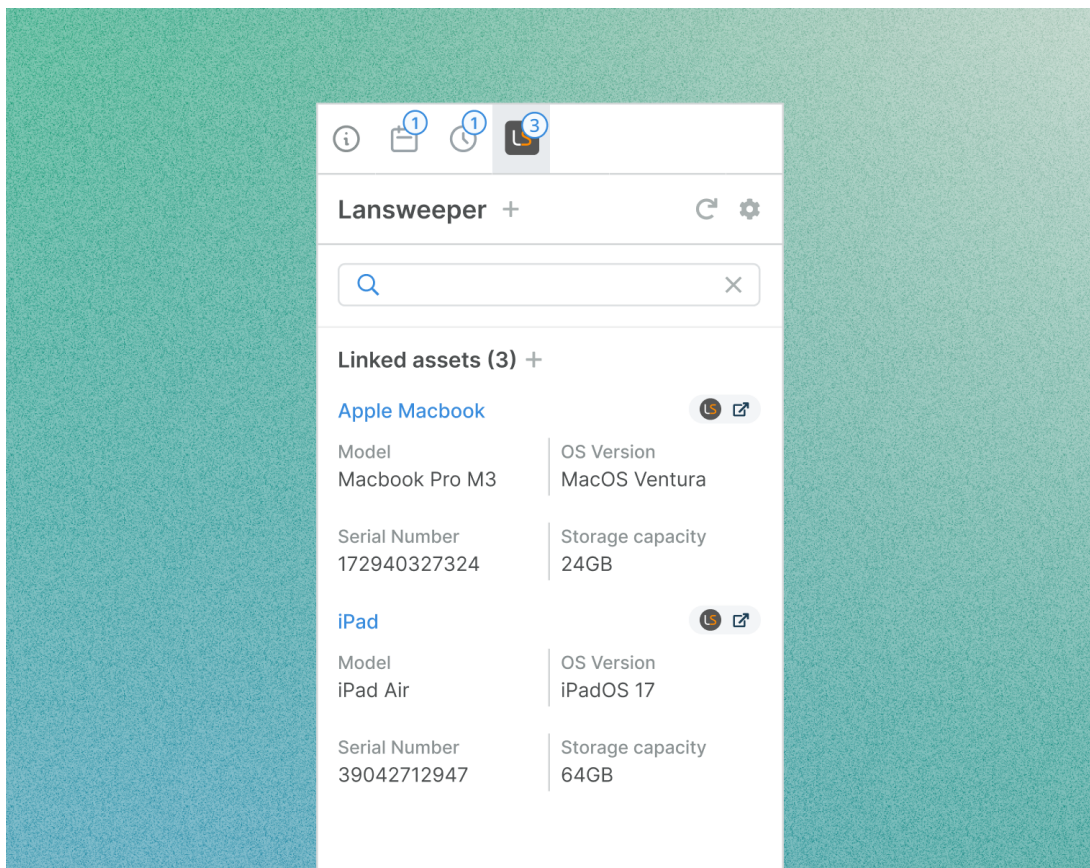 1 1 LS 3
Lansweeper
Linked assets (3)
Apple Macbook LS
Model OS Version
Macbook Pro M3 MacOS Ventura
Serial Number Storage capacity
172940327324 24GB
iPad LS
Model OS Version
iPad Air iPadOS 17
Serial Number Storage capacity
39042712947 64GB